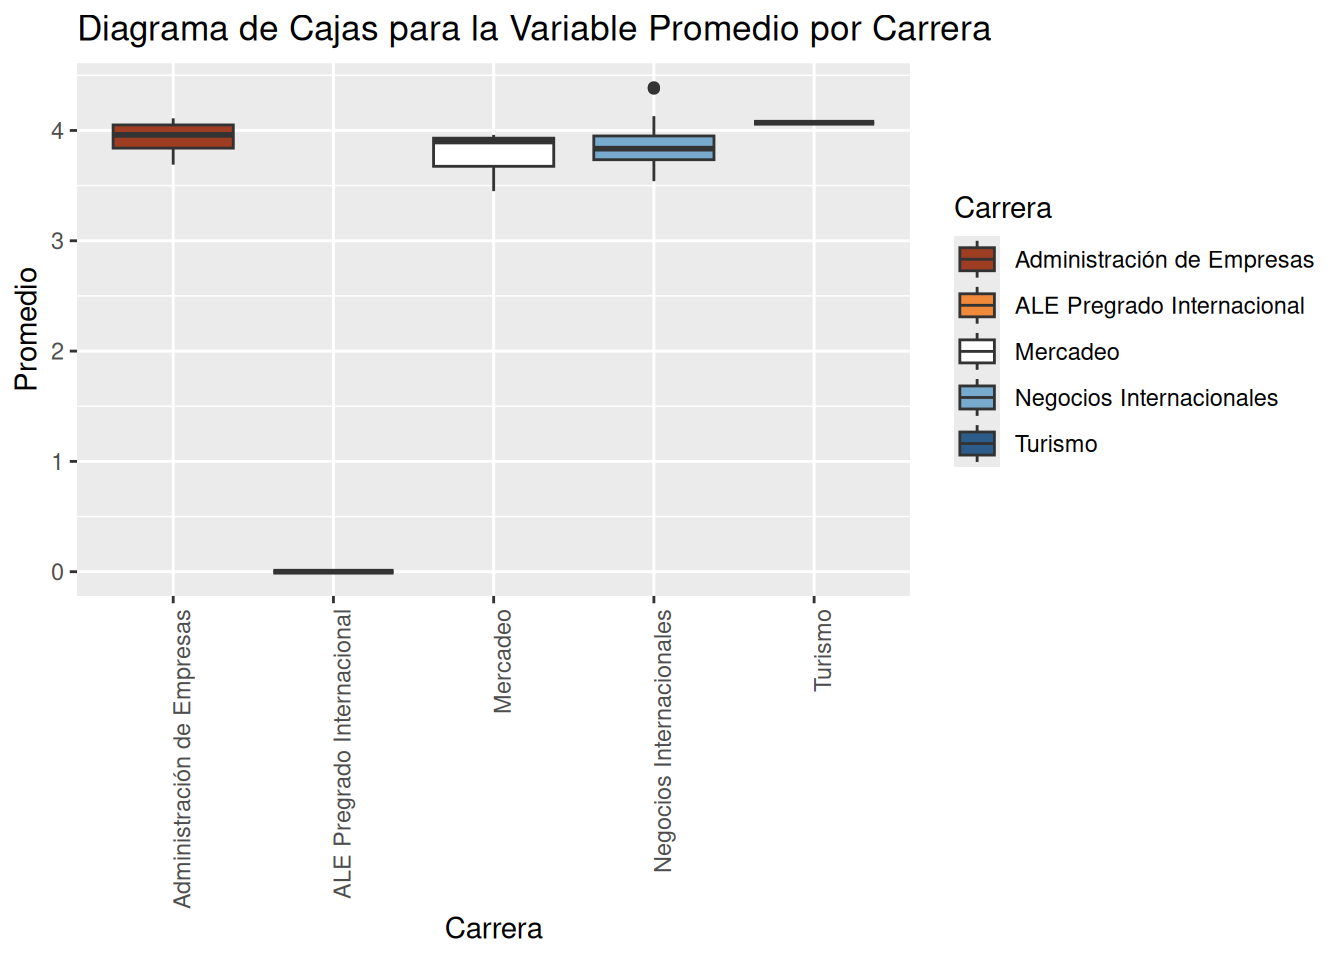 Diagrama de Cajas para la Variable Promedio por Carrera
Promedio
4
3
2
1
0
Administración de Empresas
ALE Pregrado Internacional
Mercadeo
Negocios Internacionales
Turismo
Carrera
Carrera
Administración de Empresas
ALE Pregrado Internacional
Mercadeo
Negocios Internacionales
Turismo